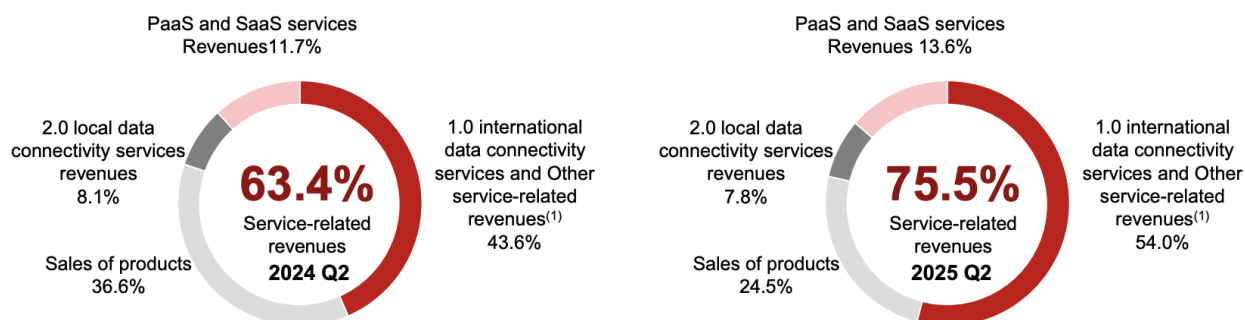 PaaS and SaaS services
Revenues11.7%
2.0 local data
connectivity services
revenues
8.1%
63.4%
Service-related
revenues
2024 Q2
1.0 international
data connectivity
services and Other
service-related
revenues(1)
43.6%
Sales of products
36.6%
PaaS and SaaS services
Revenues 13.6%
2.0 local data
connectivity services
revenues
7.8%
75.5%
Service-related
revenues
2025 Q2
1.0 international
data connectivity
services and Other
service-related
revenues(1)
54.0%
Sales of products
24.5%